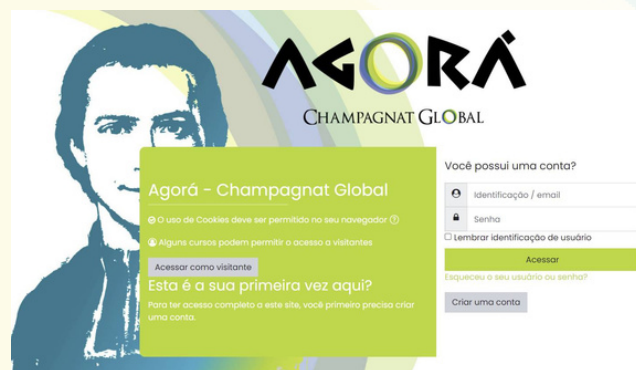 AGORÁ
CHAMPAGNAT GLOBAL
Agorá - Champagnat Global
O uso de Cookies deve ser permitido no seu navegador
Alguns cursos podem permitir o acesso a visitantes
Acessar como visitante
Esta é a sua primeira vez aqui?
Para ter acesso completo a este site, você primeiro precisa criar
uma conta.
Você possui uma conta?
Identificação / email
Senha
Lembrar identificação de usuário
Acessar
Esqueceu o seu usuário ou senha?
Criar uma conta